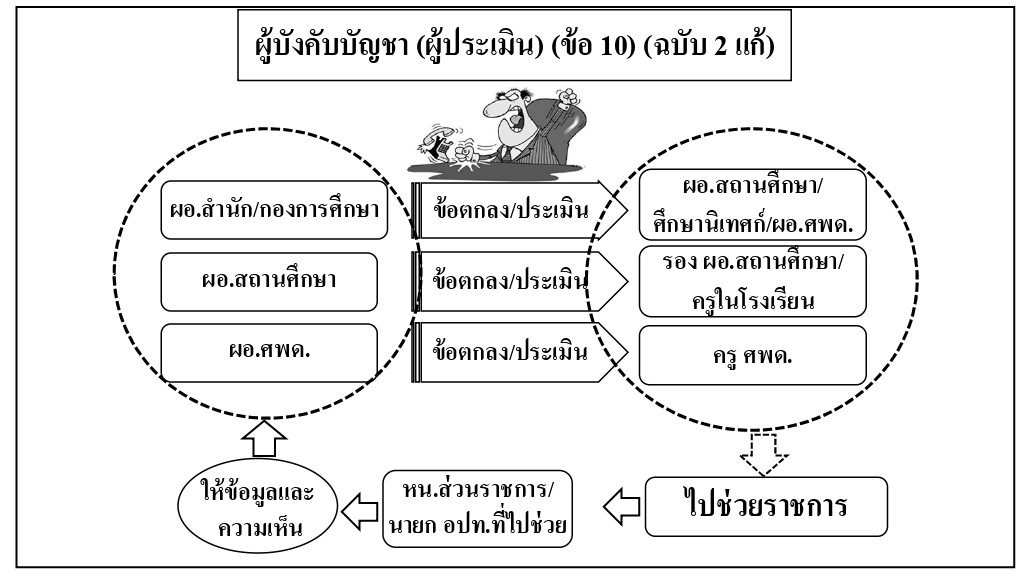 ผู้บังคับบัญชา (ผู้ประเมิน) (ข้อ 10) (ฉบับ 2 แก้)
ผอ.สำนัก/กองการศึกษา
ข้อตกลง/ประเมิน
ผอ.สถานศึกษา/
ศึกษานิเทศก์/ผอ.ศพด.
ผอ.สถานศึกษา
ข้อตกลง/ประเมิน
รอง ผอ.สถานศึกษา/
ครูในโรงเรียน
ผอ.ศพด.
ข้อตกลง/ประเมิน
ครู ศพด.
ไปช่วยราชการ
หน.ส่วนราชการ/
นายก อปท.ที่ไปช่วย
ให้ข้อมูลและ
ความเห็น